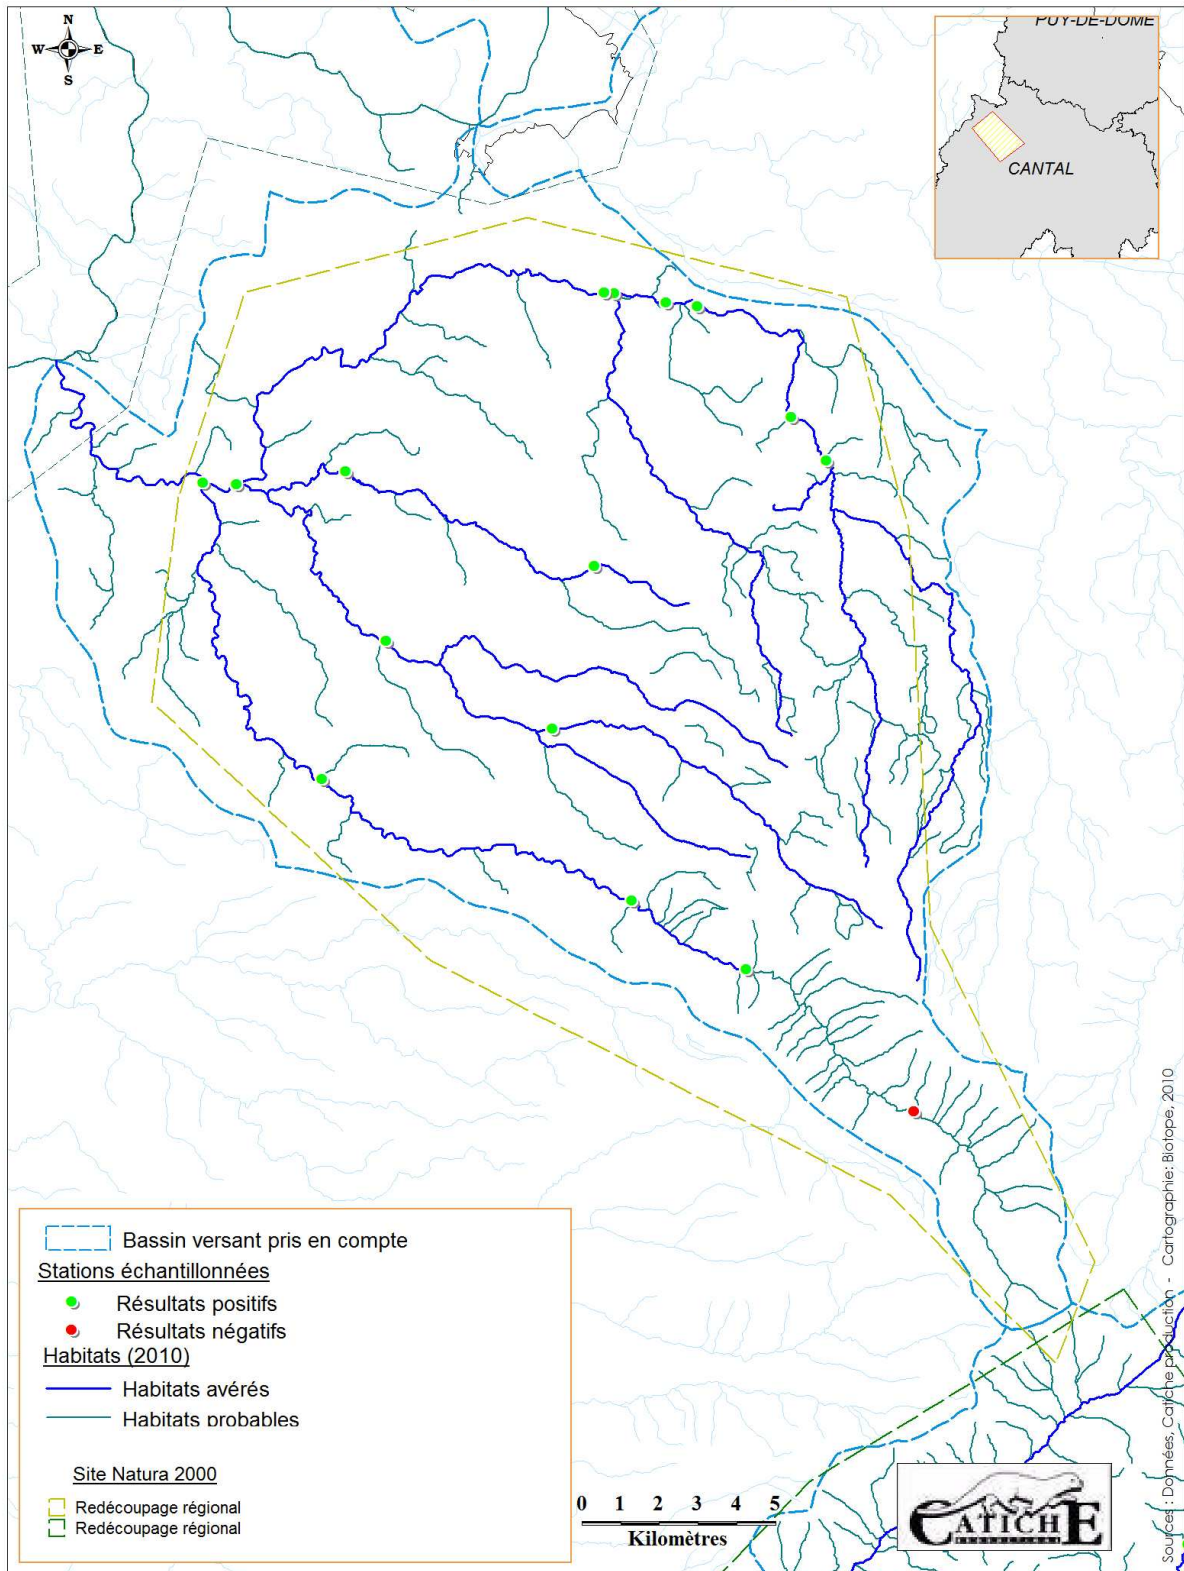 N
W E
S
PUY-DE-DOME
CANTAL
Bassin versant pris en compte
Stations échantillonnées
Résultats positifs
Résultats négatifs
Habitats (2010)
Habitats avérés
Habitats probables
Site Natura 2000
Redécoupage régional
Redécoupage régional
0 1 2 3 4 5
Kilomètres
CATICHE
Sources : Données, Catiche production - Cartographie: Biotope, 2010